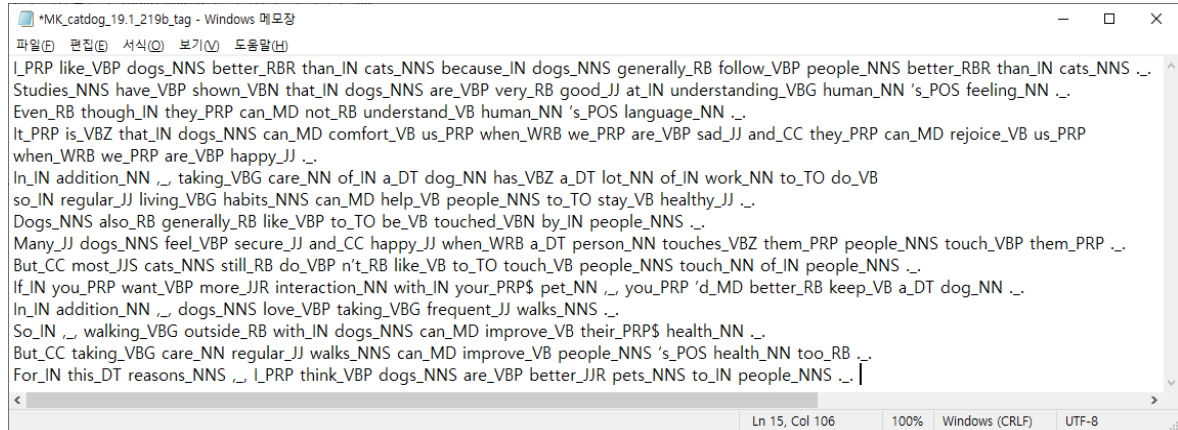 *MK_catdog_19.1_219b_tag - Windows 메모장
파일(F) 편집(E) 서식(O) 보기(V) 도움말(H)
I_PRP like_VBP dogs_NNS better_RBR than_IN cats_NNS because_IN dogs_NNS generally_RB follow_VBP people_NNS better_RBR than_IN cats_NNS ._.
Studies_NNS have_VBP shown_VBN that_IN dogs_NNS are_VBP very_RB good_JJ at_IN understanding_VBG human_NN 's_POS feeling_NN ._.
Even_RB though_IN they_PRP can_MD not_RB understand_VB human_NN 's_POS language_NN ._.
It_PRP is_VBZ that_IN dogs_NNS can_MD comfort_VB us_PRP when_WRB we_PRP are_VBP sad_JJ and_CC they_PRP can_MD rejoice_VB us_PRP
when_WRB we_PRP are_VBP happy_JJ ._.
In_IN addition_NN ,_, taking_VBG care_NN of_IN a_DT dog_NN has_VBZ a_DT lot_NN of_IN work_NN to_TO do_VB
so_IN regular_JJ living_VBG habits_NNS can_MD help_VB people_NNS to_TO stay_VB healthy_JJ ._.
Dogs_NNS also_RB generally_RB like_VBP to_TO be_VB touched_VBN by_IN people_NNS ._.
Many_JJ dogs_NNS feel_VBP secure_JJ and_CC happy_JJ when_WRB a_DT person_NN touches_VBZ them_PRP people_NNS touch_VBP them_PRP ._.
But_CC most_JJS cats_NNS still_RB do_VBP n't_RB like_VB to_TO touch_VB people_NNS touch_NN of_IN people_NNS ._.
If_IN you_PRP want_VBP more_JJR interaction_NN with_IN your_PRP$ pet_NN ,_, you_PRP 'd_MD better_RB keep_VB a_DT dog_NN ._.
In_IN addition_NN ,_, dogs_NNS love_VBP taking_VBG frequent_JJ walks_NNS ._.
So_IN ,_, walking_VBG outside_RB with_IN dogs_NNS can_MD improve_VB their_PRP$ health_NN ._.
But_CC taking_VBG care_NN regular_JJ walks_NNS can_MD improve_VB people_NNS 's_POS health_NN too_RB ._.
For_IN this_DT reasons_NNS ,_, I_PRP think_VBP dogs_NNS are_VBP better_JJR pets_NNS to_IN people_NNS ._.
Ln 15, Col 106 100% Windows (CRLF) UTF-8